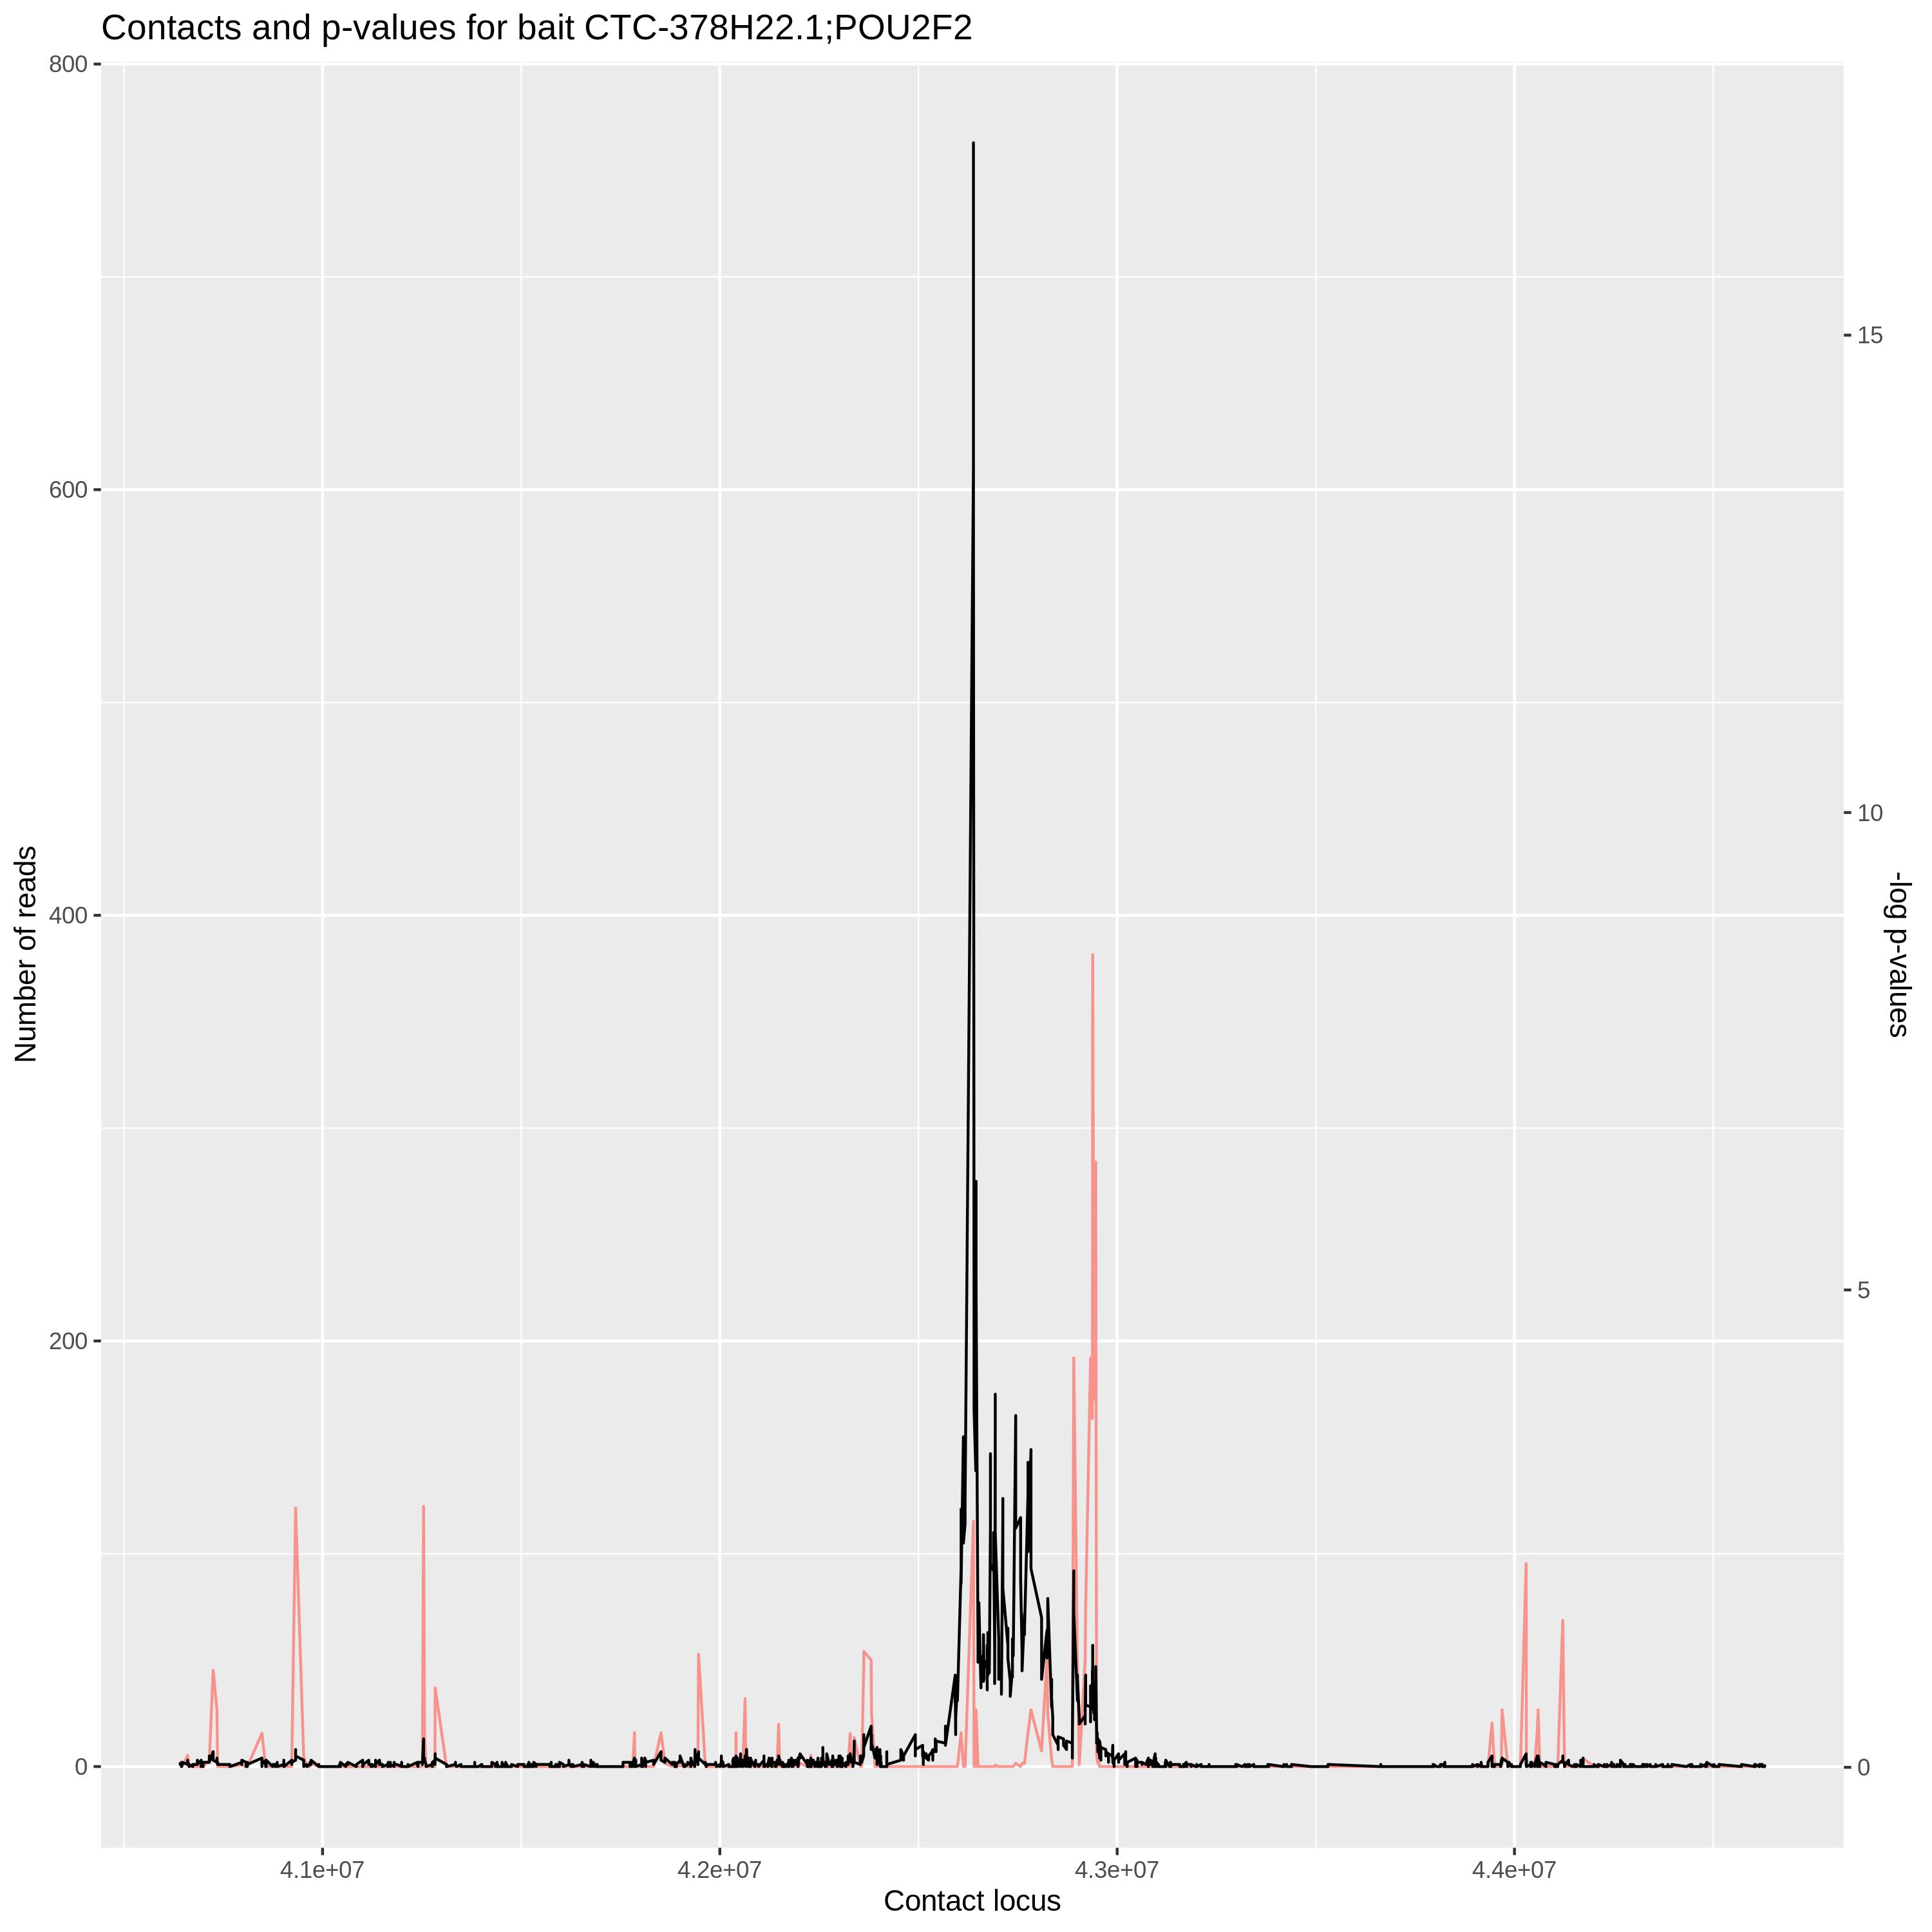 Contacts and p-values for bait CTC-378H22.1;POU2F2
800
600
400
200
0
Number of reads
15
10
5
0
-log p-values
4.1e+07
4.2e+07
4.3e+07
4.4e+07
Contact locus